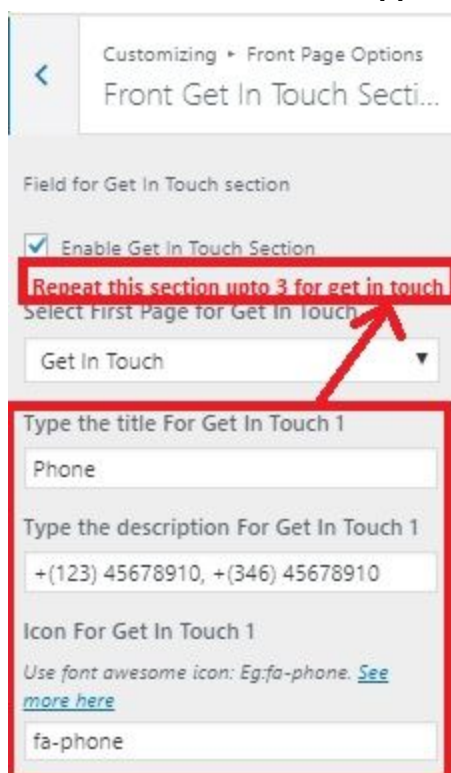 Customizing ▸ Front Page Options
Front Get In Touch Secti...
Field for Get In Touch section
Enable Get In Touch Section
Repeat this section upto 3 for get in touch
Select First Page for Get In Touch
Get In Touch
Type the title For Get In Touch 1
Phone
Type the description For Get In Touch 1
+(123) 45678910, +(346) 45678910
Icon For Get In Touch 1
Use font awesome icon: Eg:fa-phone. See
more here
fa-phone